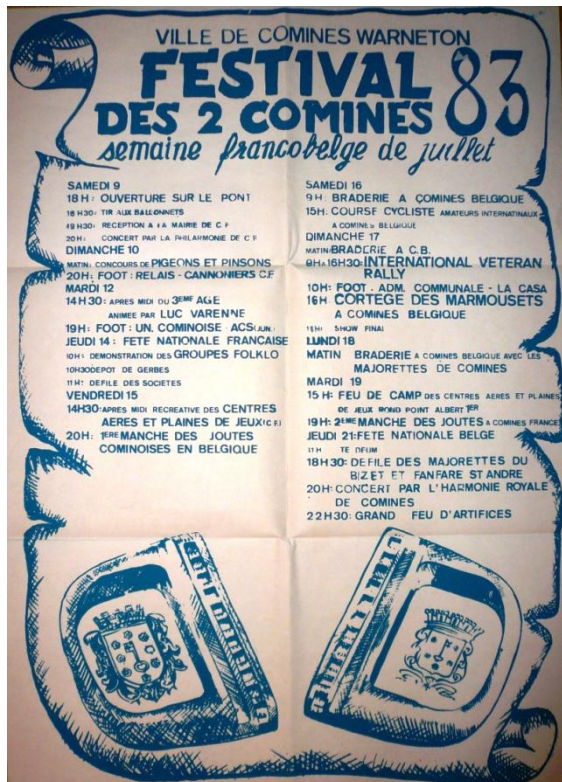 VILLE DE COMINES WARNETON
FESTIVAL 83
DES 2 COMINES
semaine francobelge de juillet
SAMEDI 9
18H: OUVERTURE SUR LE PONT
18H30: TIR AUX BALLONNETS
19H30: RECEPTION A LA MAIRIE DE C F
20H: CONCERT PAR LA PHILARMONIE DE C F
DIMANCHE 10
MATIN: CONCOURS DE PIGEONS ET PINSONS
20H: FOOT: RELAIS - CANNONIERS C.F
MARDI 12
14H30: APRES MIDI DU 3EME AGE
ANIMEE PAR LUC VARENNE
19H: FOOT: UN. COMINOISE - ACS(JUN.)
JEUDI 14: FETE NATIONALE FRANCAISE
10H: DEMONSTRATION DES GROUPES FOLKLO
10H30 DEPOT DE GERBES
11H: DEFILE DES SOCIETES
VENDREDI 15
14H30: APRES MIDI RECREATIVE DES CENTRES
AERES ET PLAINES DE JEUX (C F.)
20H: 1ERE MANCHE DES JOUTES
COMINOISES EN BELGIQUE
SAMEDI 16
9H: BRADERIE A COMINES BELGIQUE
15H: COURSE CYCLISTE AMATEURS INTERNATINAUX
A COMINES BELGIQUE
DIMANCHE 17
MATIN: BRADERIE A C.B.
9H A 16H30: INTERNATIONAL VETERAN
RALLY
10H: FOOT. ADM. COMMUNALE - LA CASA
16H CORTEGE DES MARMOUSETS
A COMINES BELGIQUE
SHOW FINAL
LUNDI 18
MATIN BRADERIE A COMINES BELGIQUE AVEC LES
MAJORETTES DE COMINES
MARDI 19
15H: FEU DE CAMP DES CENTRES AERES ET PLAINES
DE JEUX ROND POINT ALBERT 1ER
19H: 2EME MANCHE DES JOUTES A COMINES FRANCE
JEUDI 21: FETE NATIONALE BELGE
11H TE DEUM
18H30: DEFILE DES MAJORETTES DU
BIZET ET FANFARE ST ANDRE
20H: CONCERT PAR L'HARMONIE ROYALE
DE COMINES
22H30: GRAND FEU D'ARTIFICES